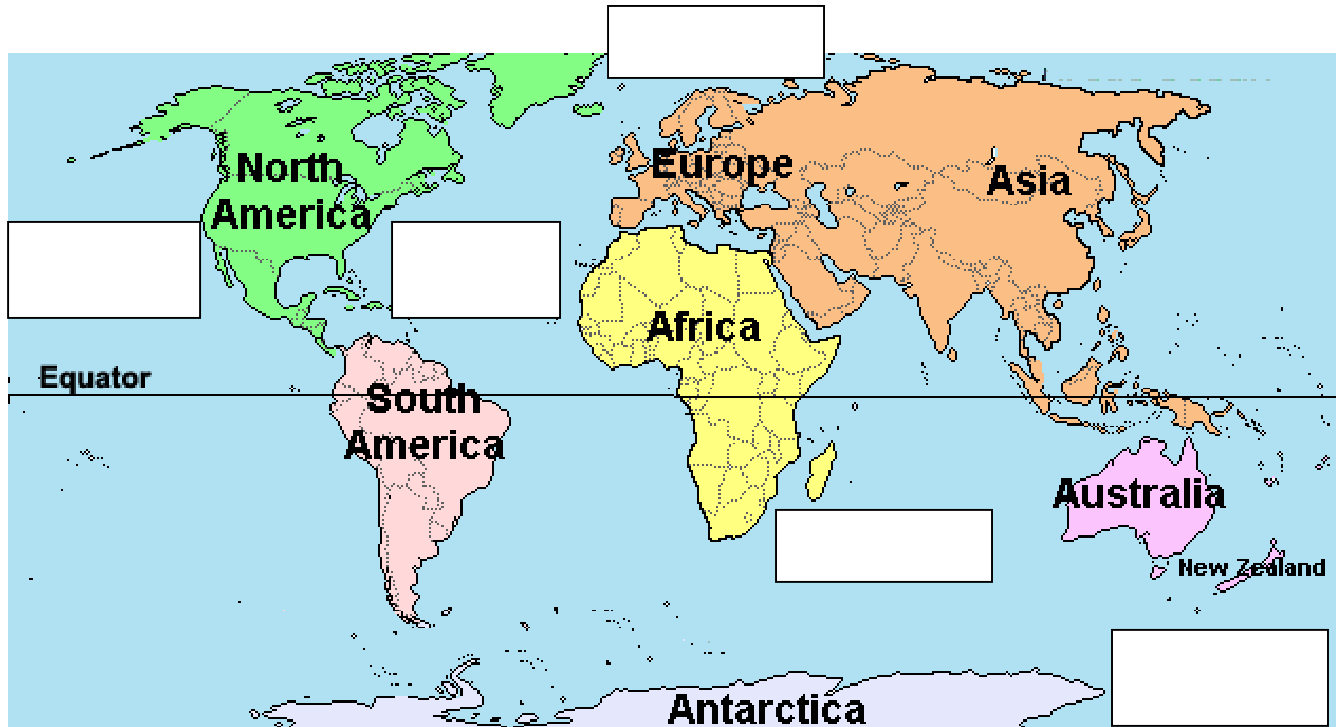 North
America
Europe
Asia
Africa
Equator
South
America
Australia
New Zealand
Antarctica